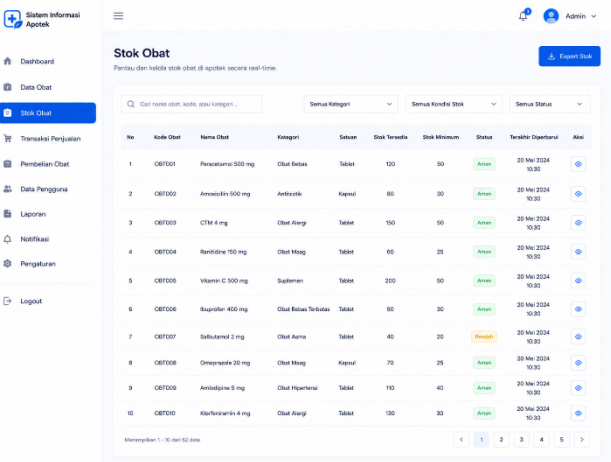 Sistem Informasi
Apotek
Admin
Dashboard
Data Obat
Stok Obat
Transaksi Penjualan
Pembelian Obat
Data Pengguna
Laporan
Notifikasi
Pengaturan
Logout
Stok Obat
Pantau dan kelola stok obat di apotek secara real-time.
Export Stok
Cari nama obat, kode, atau kategori...
Semua Kategori
Semua Kondisi Stok
Semua Status
No Kode Obat Nama Obat Kategori Satuan Stok Tersedia Stok Minimum Status Terakhir Diperbarui Aksi
1 OBT001 Paracetamol 500 mg Obat Bebas Tablet 120 50 Aman 20 Mei 2024 10:30
2 OBT002 Amoxicillin 500 mg Antibiotik Kapsul 80 30 Aman 20 Mei 2024 10:30
3 OBT003 CTM 4 mg Obat Alergi Tablet 150 50 Aman 20 Mei 2024 10:30
4 OBT004 Ranitidine 150 mg Obat Maag Tablet 60 25 Aman 20 Mei 2024 10:30
5 OBT005 Vitamin C 500 mg Suplemen Tablet 200 50 Aman 20 Mei 2024 10:30
6 OBT006 Ibuprofen 400 mg Obat Bebas Terbatas Tablet 90 30 Aman 20 Mei 2024 10:30
7 OBT007 Salbutamol 2 mg Obat Asma Tablet 40 20 Rendah 20 Mei 2024 10:30
8 OBT008 Omeprazole 20 mg Obat Maag Kapsul 70 25 Aman 20 Mei 2024 10:30
9 OBT009 Amlodipine 5 mg Obat Hipertensi Tablet 110 40 Aman 20 Mei 2024 10:30
10 OBT010 Klorfeniramin 4 mg Obat Alergi Tablet 130 30 Aman 20 Mei 2024 10:30
Menampilkan 1 - 10 dari 52 data
1 2 3 4 5